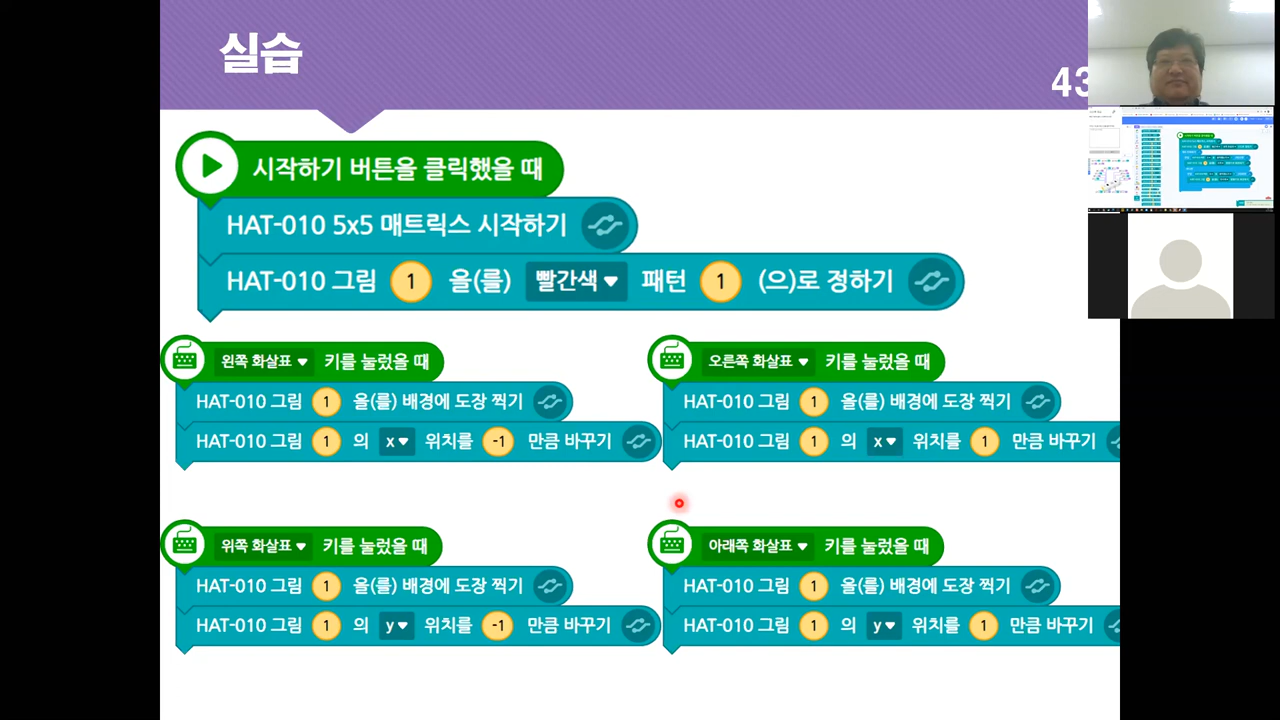 실습
43
시작하기 버튼을 클릭했을 때
HAT-010 5x5 매트릭스 시작하기
HAT-010 그림 1 을(를) 빨간색 패턴 1 (으)로 정하기
왼쪽 화살표 키를 눌렀을 때
HAT-010 그림 1 을(를) 배경에 도장 찍기
HAT-010 그림 1 의 x 위치를 -1 만큼 바꾸기
오른쪽 화살표 키를 눌렀을 때
HAT-010 그림 1 을(를) 배경에 도장 찍기
HAT-010 그림 1 의 x 위치를 1 만큼 바꾸기
위쪽 화살표 키를 눌렀을 때
HAT-010 그림 1 을(를) 배경에 도장 찍기
HAT-010 그림 1 의 y 위치를 -1 만큼 바꾸기
아래쪽 화살표 키를 눌렀을 때
HAT-010 그림 1 을(를) 배경에 도장 찍기
HAT-010 그림 1 의 y 위치를 1 만큼 바꾸기